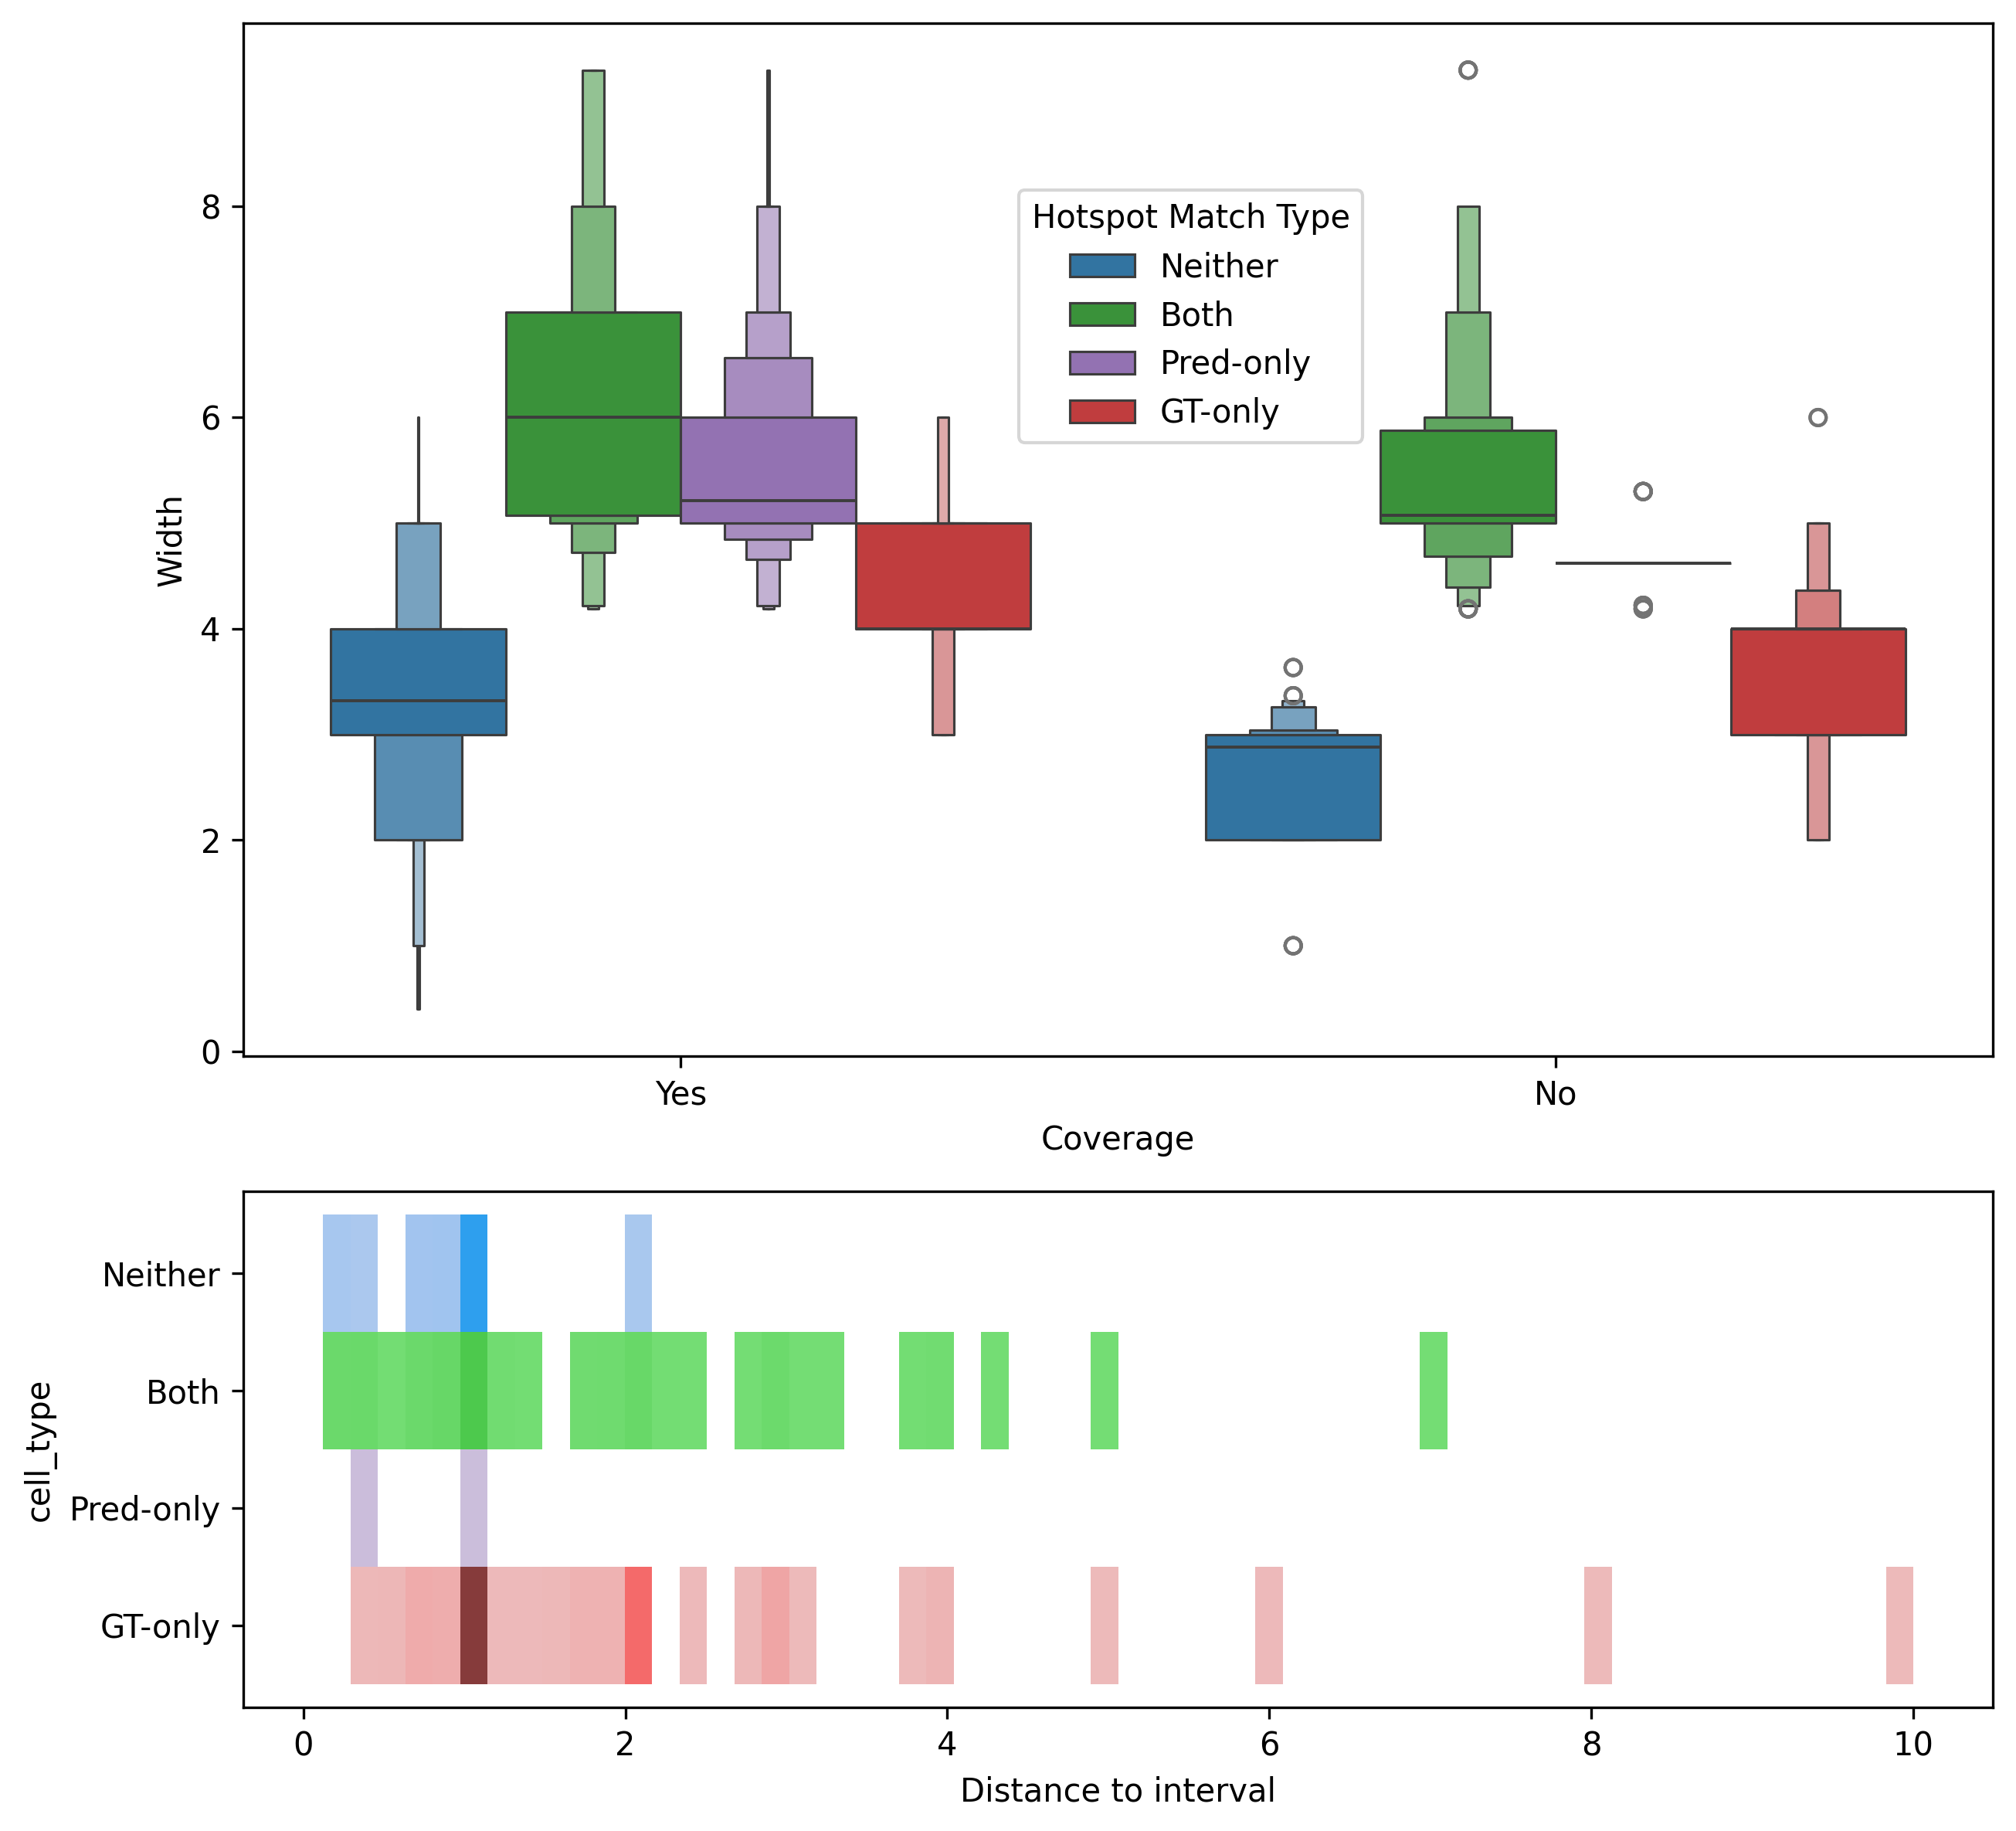 Width
8
6
4
2
0
Hotspot Match Type
Neither
Both
Pred-only
GT-only
Yes
No
Coverage
cell_type
Neither
Both
Pred-only
GT-only
0 2 4 6 8 10
Distance to interval